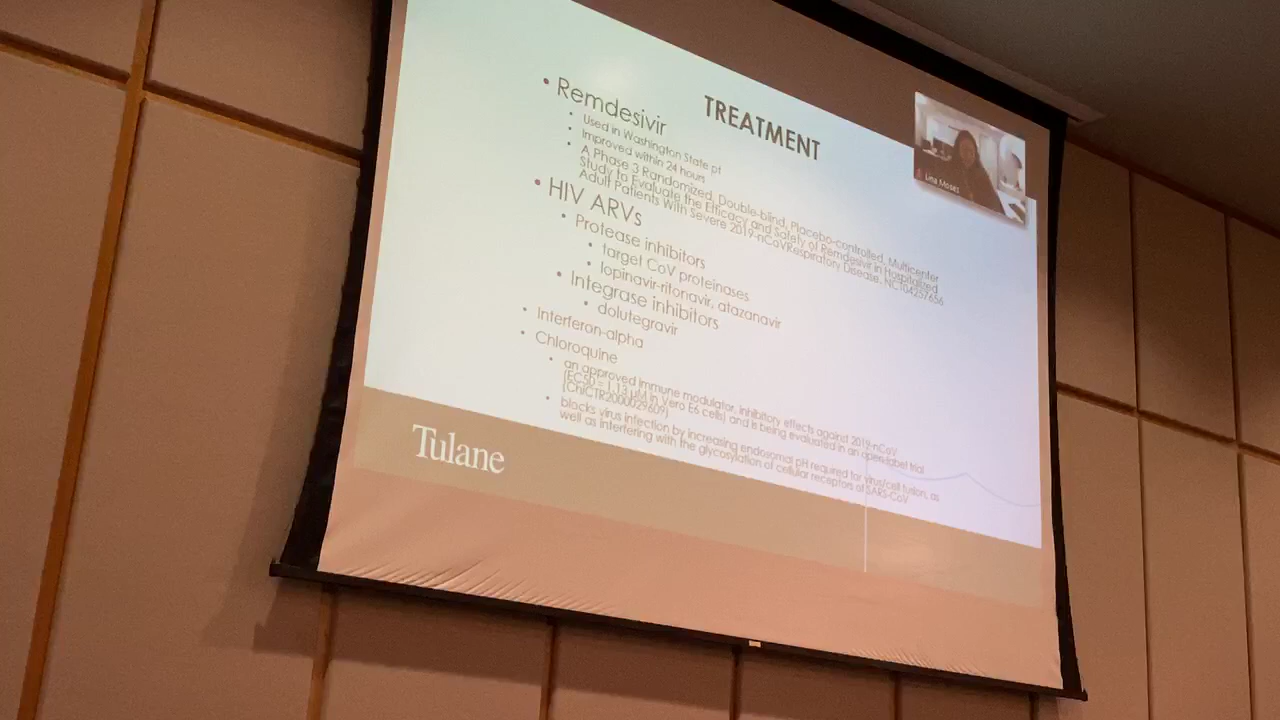 TREATMENT
Lina Moses
• Remdesivir
• Used in Washington State pt
• Improved within 24 hours
• A Phase 3 Randomized, Double-blind, Placebo-controlled, Multicenter
Study to Evaluate the Efficacy and Safety of Remdesivir in Hospitalized
Adult Patients With Severe 2019-nCoVRespiratory Disease. NCT04257656
• HIV ARVs
• Protease inhibitors
• target CoV proteinases
• lopinavir-ritonavir, atazanavir
• Integrase inhibitors
• dolutegravir
• Interferon-alpha
• Chloroquine
• an approved immune modulator, inhibitory effects against 2019-nCoV
(EC50 = 1.13 μM in Vero E6 cells) and is being evaluated in an open-label trial
(ChiCTR2000029609)
• blocks virus infection by increasing endosomal pH required for virus/cell fusion, as
well as interfering with the glycosylation of cellular receptors of SARS-CoV
Tulane